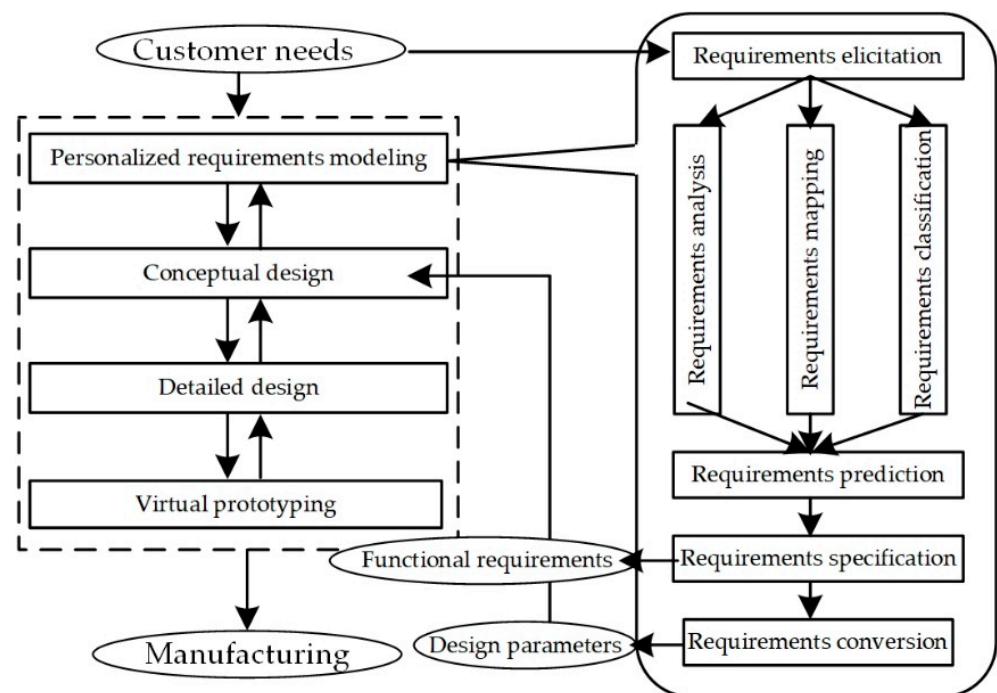 Customer needs
Personalized requirements modeling
Conceptual design
Detailed design
Virtual prototyping
Manufacturing
Requirements elicitation
Requirements analysis
Requirements mapping
Requirements classification
Requirements prediction
Requirements specification
Functional requirements
Requirements conversion
Design parameters